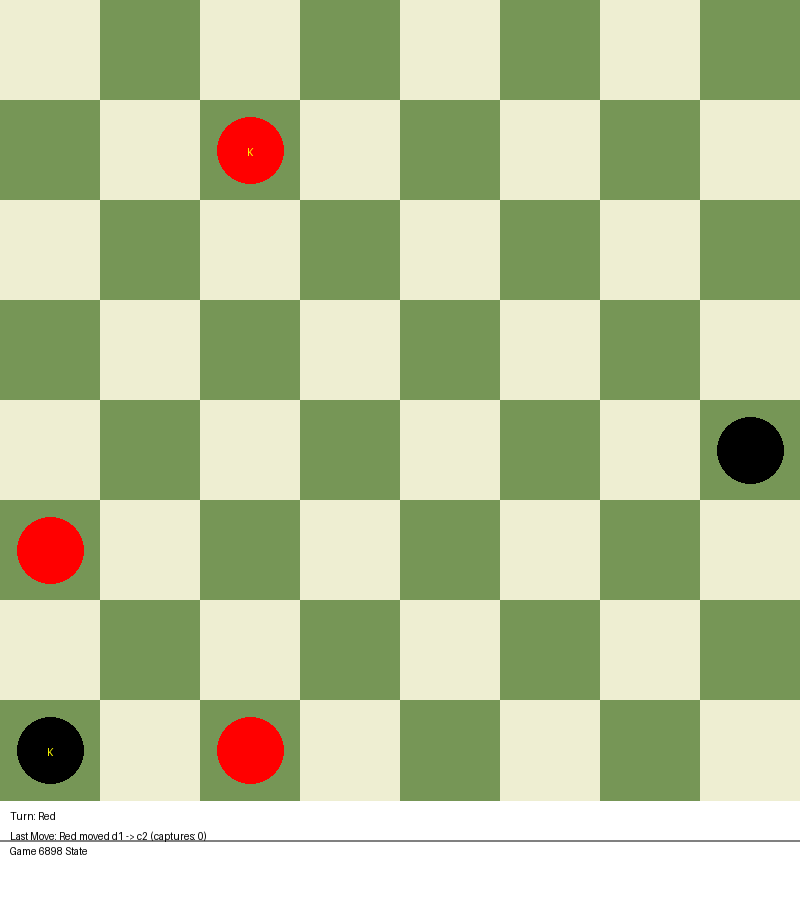 K
K
Turn: Red
Last Move: Red moved d1 -> c2 (captures: 0)
Game 6898 State